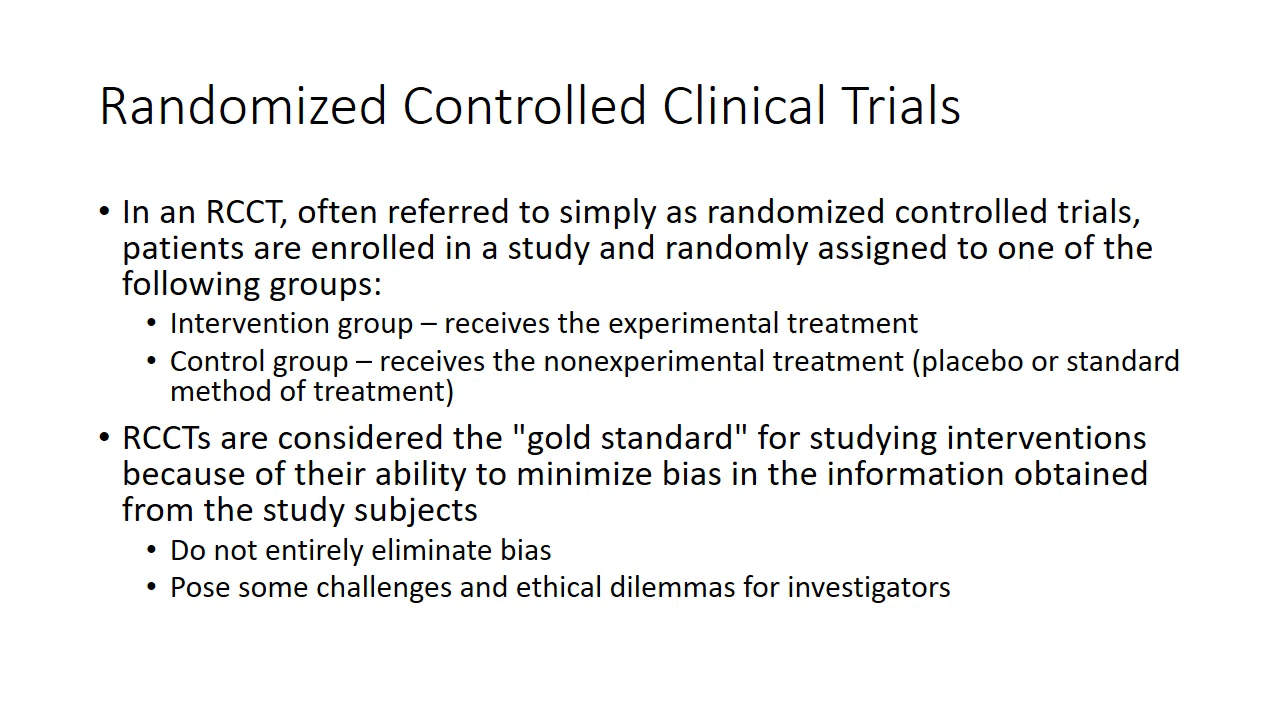 Randomized Controlled Clinical Trials
• In an RCCT, often referred to simply as randomized controlled trials,
patients are enrolled in a study and randomly assigned to one of the
following groups:
• Intervention group – receives the experimental treatment
• Control group – receives the nonexperimental treatment (placebo or standard
method of treatment)
• RCCTs are considered the "gold standard" for studying interventions
because of their ability to minimize bias in the information obtained
from the study subjects
• Do not entirely eliminate bias
• Pose some challenges and ethical dilemmas for investigators